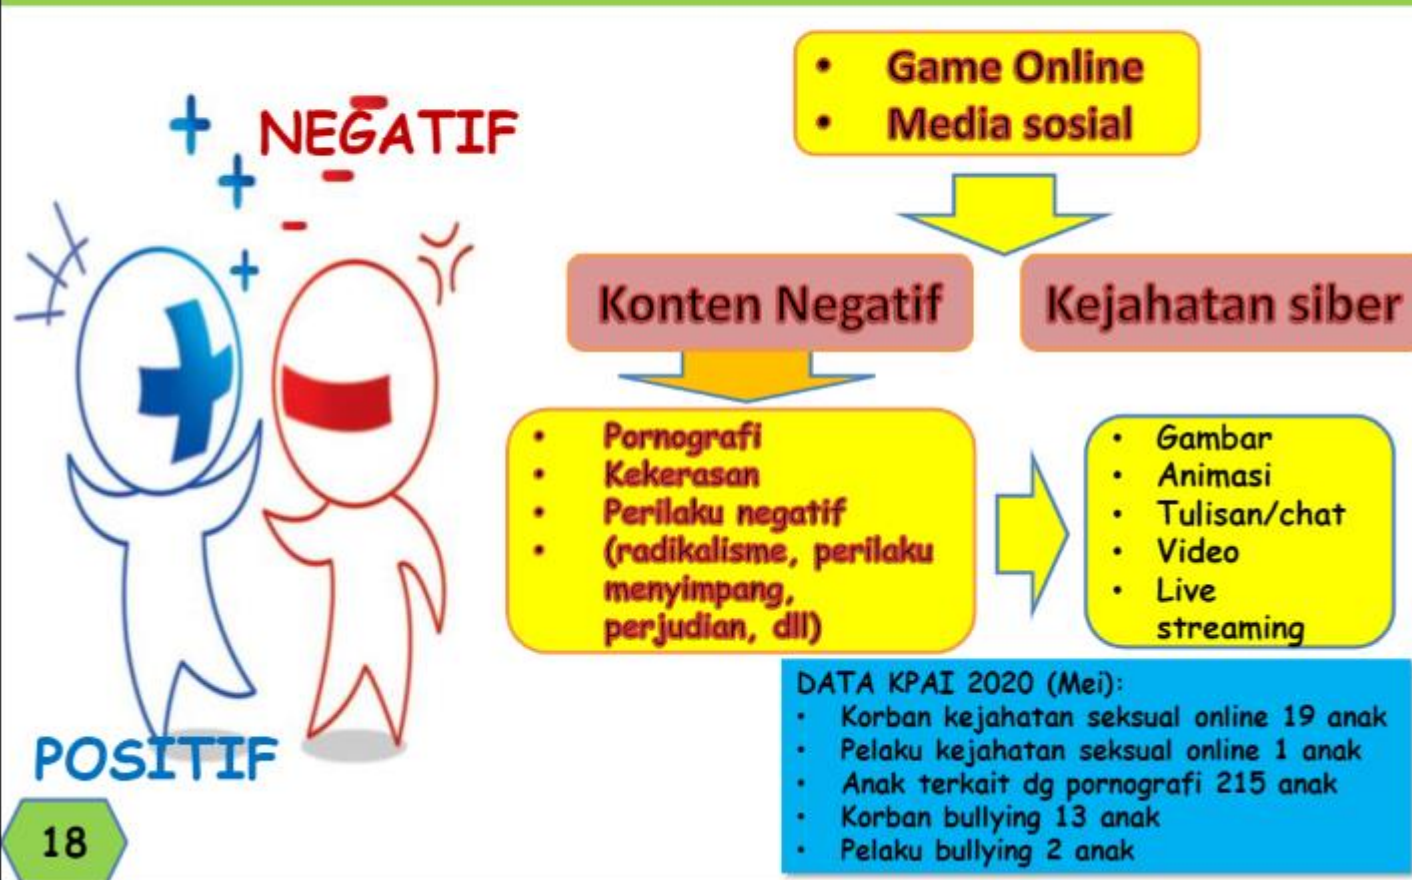 NEGATIF
POSITIF
18
• Game Online
• Media sosial
Konten Negatif
Kejahatan siber
• Pornografi
• Kekerasan
• Perilaku negatif
• (radikalisme, perilaku
menyimpang,
perjudian, dll)
• Gambar
• Animasi
• Tulisan/chat
• Video
• Live
streaming
DATA KPAI 2020 (Mei):
• Korban kejahatan seksual online 19 anak
• Pelaku kejahatan seksual online 1 anak
• Anak terkait dg pornografi 215 anak
• Korban bullying 13 anak
• Pelaku bullying 2 anak